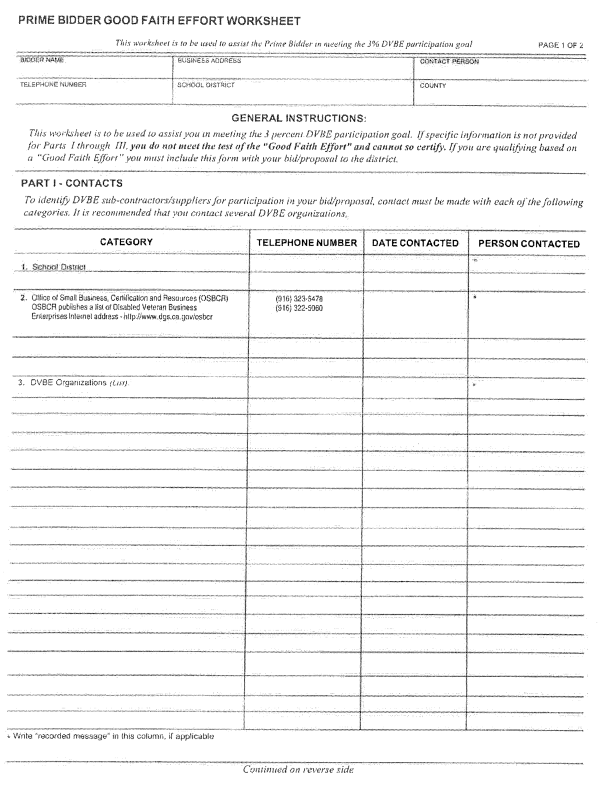 PRIME BIDDER GOOD FAITH EFFORT WORKSHEET
This worksheet is to be used to assist the Prime Bidder in meeting the 3% DVBE participation goal
PAGE 1 OF 2
BIDDER NAME
BUSINESS ADDRESS
CONTACT PERSON
TELEPHONE NUMBER
SCHOOL DISTRICT
COUNTY
GENERAL INSTRUCTIONS:
This worksheet is to be used to assist you in meeting the 3 percent DVBE participation goal. If specific information is not provided
for Parts I through III, you do not meet the test of the "Good Faith Effort" and cannot so certify. If you are qualifying based on
a "Good Faith Effort" you must include this form with your bid/proposal to the district.
PART I - CONTACTS
To identify DVBE sub-contractors/suppliers for participation in your bid/proposal, contact must be made with each of the following
categories. It is recommended that you contact several DVBE organizations.
CATEGORY TELEPHONE NUMBER DATE CONTACTED PERSON CONTACTED
1. School District *
2. Office of Small Business, Certification and Resources (OSBCR) (916) 323-5478 *
OSBCR publishes a list of Disabled Veteran Business (916) 322-5060
Enterprises Internet address - http://www.dgs.ca.gov/osbcr
3. DVBE Organizations (List). *
* Write "recorded message" in this column, if applicable
Continued on reverse side